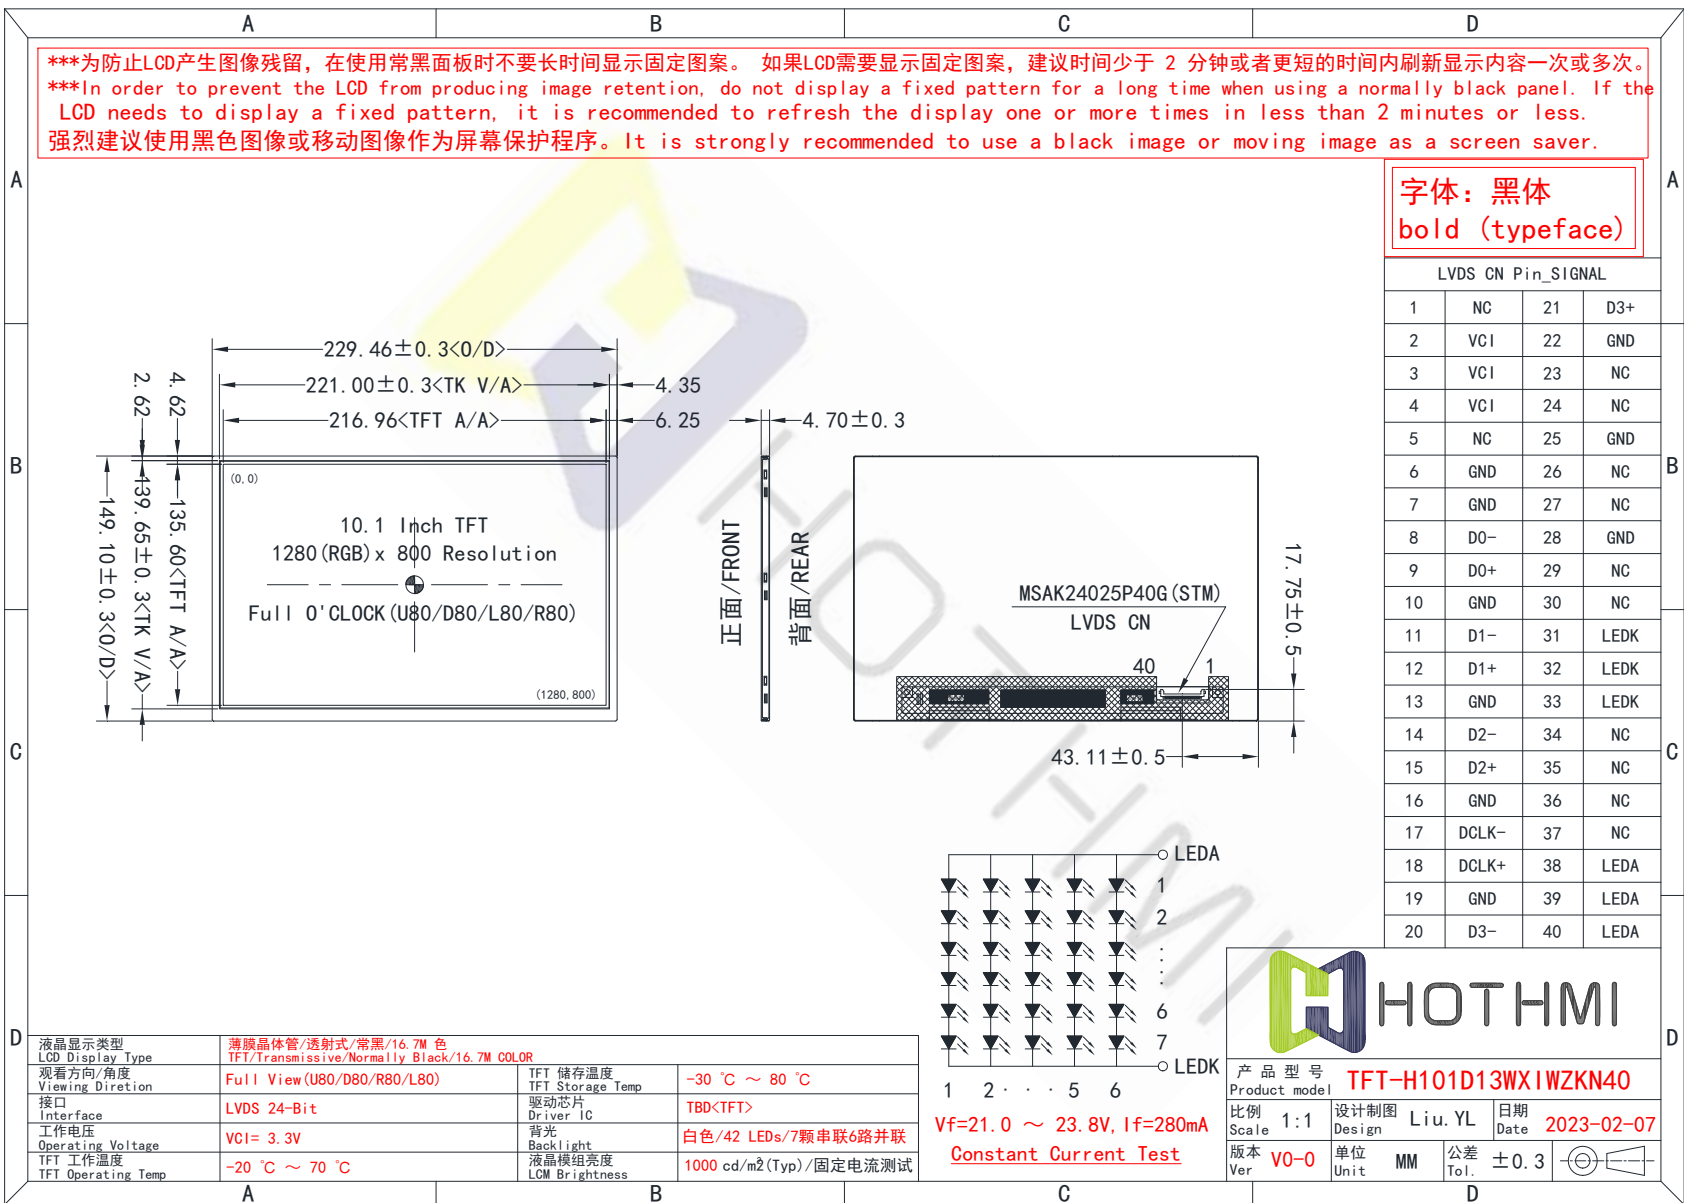 A B C D
***为防止LCD产生图像残留，在使用常黑面板时不要长时间显示固定图案。 如果LCD需要显示固定图案，建议时间少于 2 分钟或者更短的时间内刷新显示内容一次或多次。
***In order to prevent the LCD from producing image retention, do not display a fixed pattern for a long time when using a normally black panel. If the
LCD needs to display a fixed pattern, it is recommended to refresh the display one or more times in less than 2 minutes or less.
强烈建议使用黑色图像或移动图像作为屏幕保护程序。It is strongly recommended to use a black image or moving image as a screen saver.
A A
字体：黑体
bold (typeface)
LVDS CN Pin_SIGNAL
1 NC 21 D3+
2 VCI 22 GND
3 VCI 23 NC
4 VCI 24 NC
5 NC 25 GND
6 GND 26 NC
7 GND 27 NC
8 D0- 28 GND
9 D0+ 29 NC
10 GND 30 NC
11 D1- 31 LEDK
12 D1+ 32 LEDK
13 GND 33 LEDK
14 D2- 34 NC
15 D2+ 35 NC
16 GND 36 NC
17 DCLK- 37 NC
18 DCLK+ 38 LEDA
19 GND 39 LEDA
20 D3- 40 LEDA
229.46±0.3<O/D>
221.00±0.3<TK V/A> 4.35
216.96<TFT A/A> 6.25
4.70±0.3
2.62
4.62
149.10±0.3<O/D>
139.65±0.3<TK V/A>
135.60<TFT A/A>
B B
(0,0)
10.1 Inch TFT
1280(RGB)x 800 Resolution
Full O'CLOCK(U80/D80/L80/R80)
(1280,800)
正面/FRONT
背面/REAR
MSAK24025P40G(STM)
LVDS CN
40 1
17.75±0.5
43.11±0.5
C C
HOTHMI
LEDA
1
2
.
.
.
6
7
LEDK
1 2 · · · 5 6
Vf=21.0 ～ 23.8V, If=280mA
Constant Current Test
D D
液晶显示类型
LCD Display Type
薄膜晶体管/透射式/常黑/16.7M 色
TFT/Transmissive/Normally Black/16.7M COLOR
观看方向/角度
Viewing Diretion
Full View(U80/D80/R80/L80)
TFT 储存温度
TFT Storage Temp
-30 ℃ ～ 80 ℃
接口
Interface
LVDS 24-Bit
驱动芯片
Driver IC
TBD<TFT>
工作电压
Operating Voltage
VCI= 3.3V
背光
Backlight
白色/42 LEDs/7颗串联6路并联
TFT 工作温度
TFT Operating Temp
-20 ℃ ～ 70 ℃
液晶模组亮度
LCM Brightness
1000 cd/m²(Typ)/固定电流测试
HOTHMI
产品型号
Product model
TFT-H101D13WXIWZKN40
比例
Scale
1:1
设计制图
Design
Liu.YL
日期
Date
2023-02-07
版本
Ver
V0-0
单位
Unit
MM
公差
Tol.
±0.3
A B C D